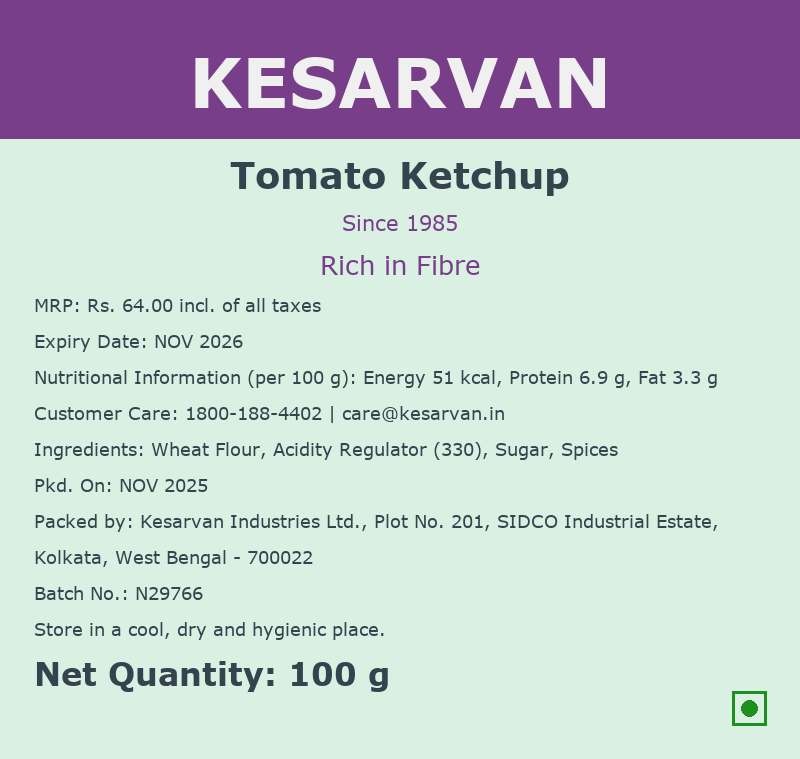 KESARVAN
Tomato Ketchup
Since 1985
Rich in Fibre
MRP: Rs. 64.00 incl. of all taxes
Expiry Date: NOV 2026
Nutritional Information (per 100 g): Energy 51 kcal, Protein 6.9 g, Fat 3.3 g
Customer Care: 1800-188-4402 | care@kesarvan.in
Ingredients: Wheat Flour, Acidity Regulator (330), Sugar, Spices
Pkd. On: NOV 2025
Packed by: Kesarvan Industries Ltd., Plot No. 201, SIDCO Industrial Estate,
Kolkata, West Bengal - 700022
Batch No.: N29766
Store in a cool, dry and hygienic place.
Net Quantity: 100 g